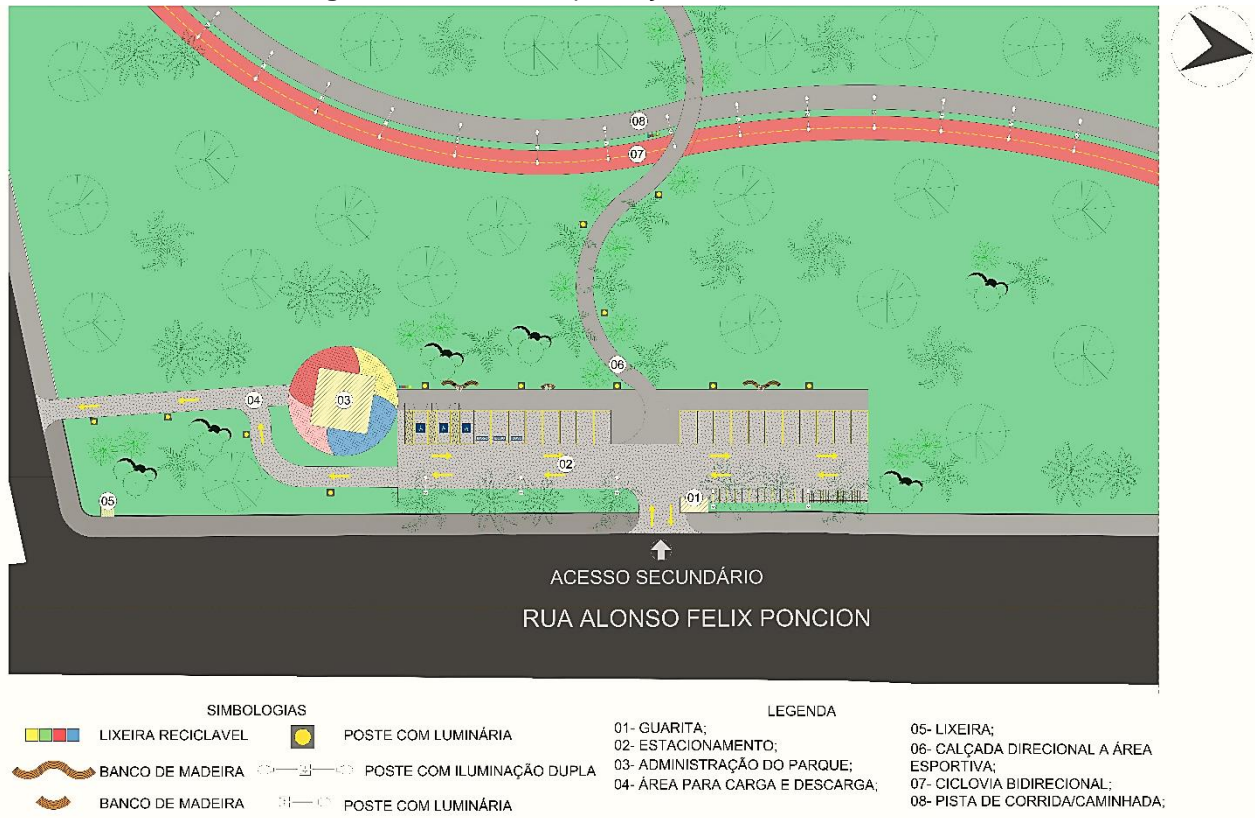 08
07
06
04
03
02
01
05
ACESSO SECUNDÁRIO
RUA ALONSO FELIX PONCION
SIMBOLOGIAS
LIXEIRA RECICLAVEL
POSTE COM LUMINÁRIA
BANCO DE MADEIRA
POSTE COM ILUMINAÇÃO DUPLA
BANCO DE MADEIRA
POSTE COM LUMINÁRIA
LEGENDA
01- GUARITA;
02- ESTACIONAMENTO;
03- ADMINISTRAÇÃO DO PARQUE;
04- ÁREA PARA CARGA E DESCARGA;
05- LIXEIRA;
06- CALÇADA DIRECIONAL A ÁREA
ESPORTIVA;
07- CICLOVIA BIDIRECIONAL;
08- PISTA DE CORRIDA/CAMINHADA;